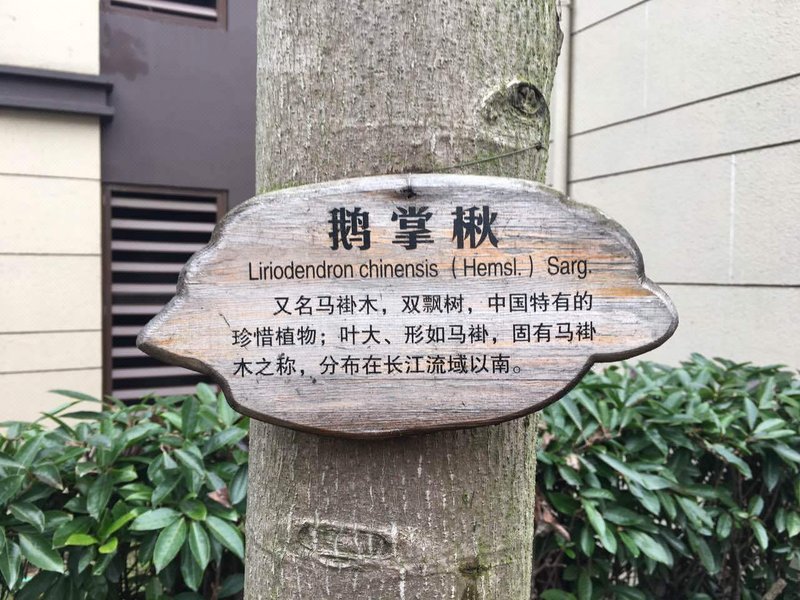 鹅掌楸
Liriodendron chinensis (Hemsl.) Sarg.
又名马褂木，双飘树，中国特有的
珍惜植物；叶大、形如马褂，固有马褂
木之称，分布在长江流域以南。